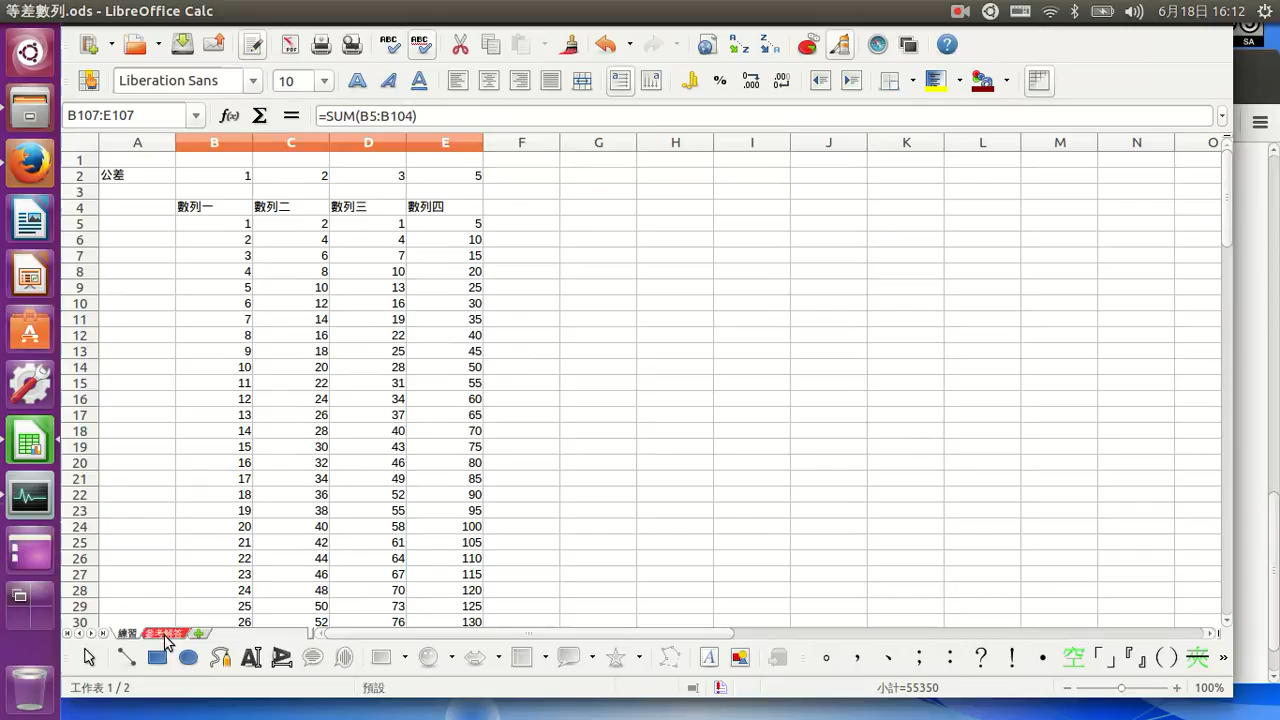 等差數列.ods - LibreOffice Calc
6月18日 16:12
SA
Liberation Sans 10
B107:E107 =SUM(B5:B104)
A B C D E F G H I J K L M N O
1
2 公差 1 2 3 5
3
4 數列一 數列二 數列三 數列四
5 1 2 1 5
6 2 4 4 10
7 3 6 7 15
8 4 8 10 20
9 5 10 13 25
10 6 12 16 30
11 7 14 19 35
12 8 16 22 40
13 9 18 25 45
14 10 20 28 50
15 11 22 31 55
16 12 24 34 60
17 13 26 37 65
18 14 28 40 70
19 15 30 43 75
20 16 32 46 80
21 17 34 49 85
22 18 36 52 90
23 19 38 55 95
24 20 40 58 100
25 21 42 61 105
26 22 44 64 110
27 23 46 67 115
28 24 48 70 120
29 25 50 73 125
30 26 52 76 130
練習 參考解答
空 「」 『』 () 夾
工作表 1 / 2 預設 小計=55350 100%